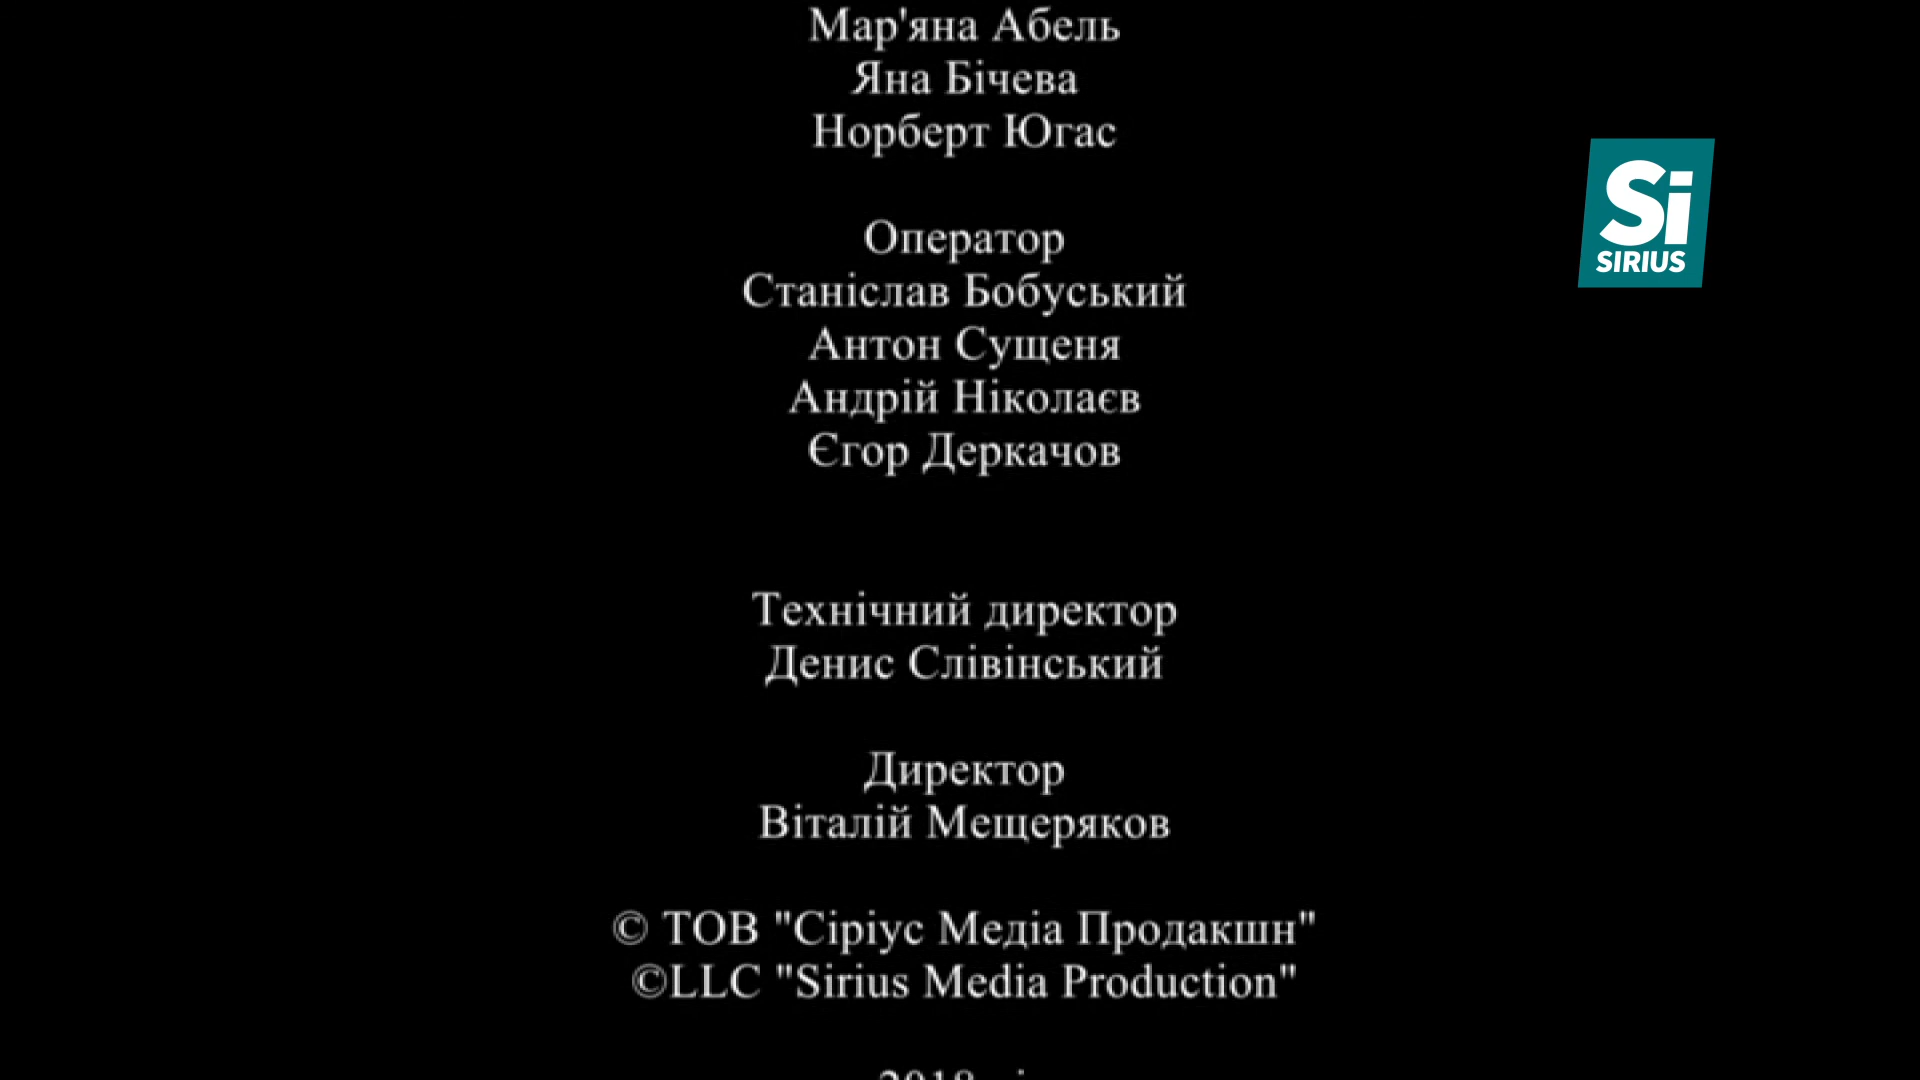 Мар'яна Абель
Яна Бічева
Норберт Югас
Si
SIRIUS
Оператор
Станіслав Бобуський
Антон Сущеня
Андрій Ніколаєв
Єгор Деркачов
Технічний директор
Денис Слівінський
Директор
Віталій Мещеряков
© ТОВ "Сіріус Медіа Продакшн"
©LLC "Sirius Media Production"